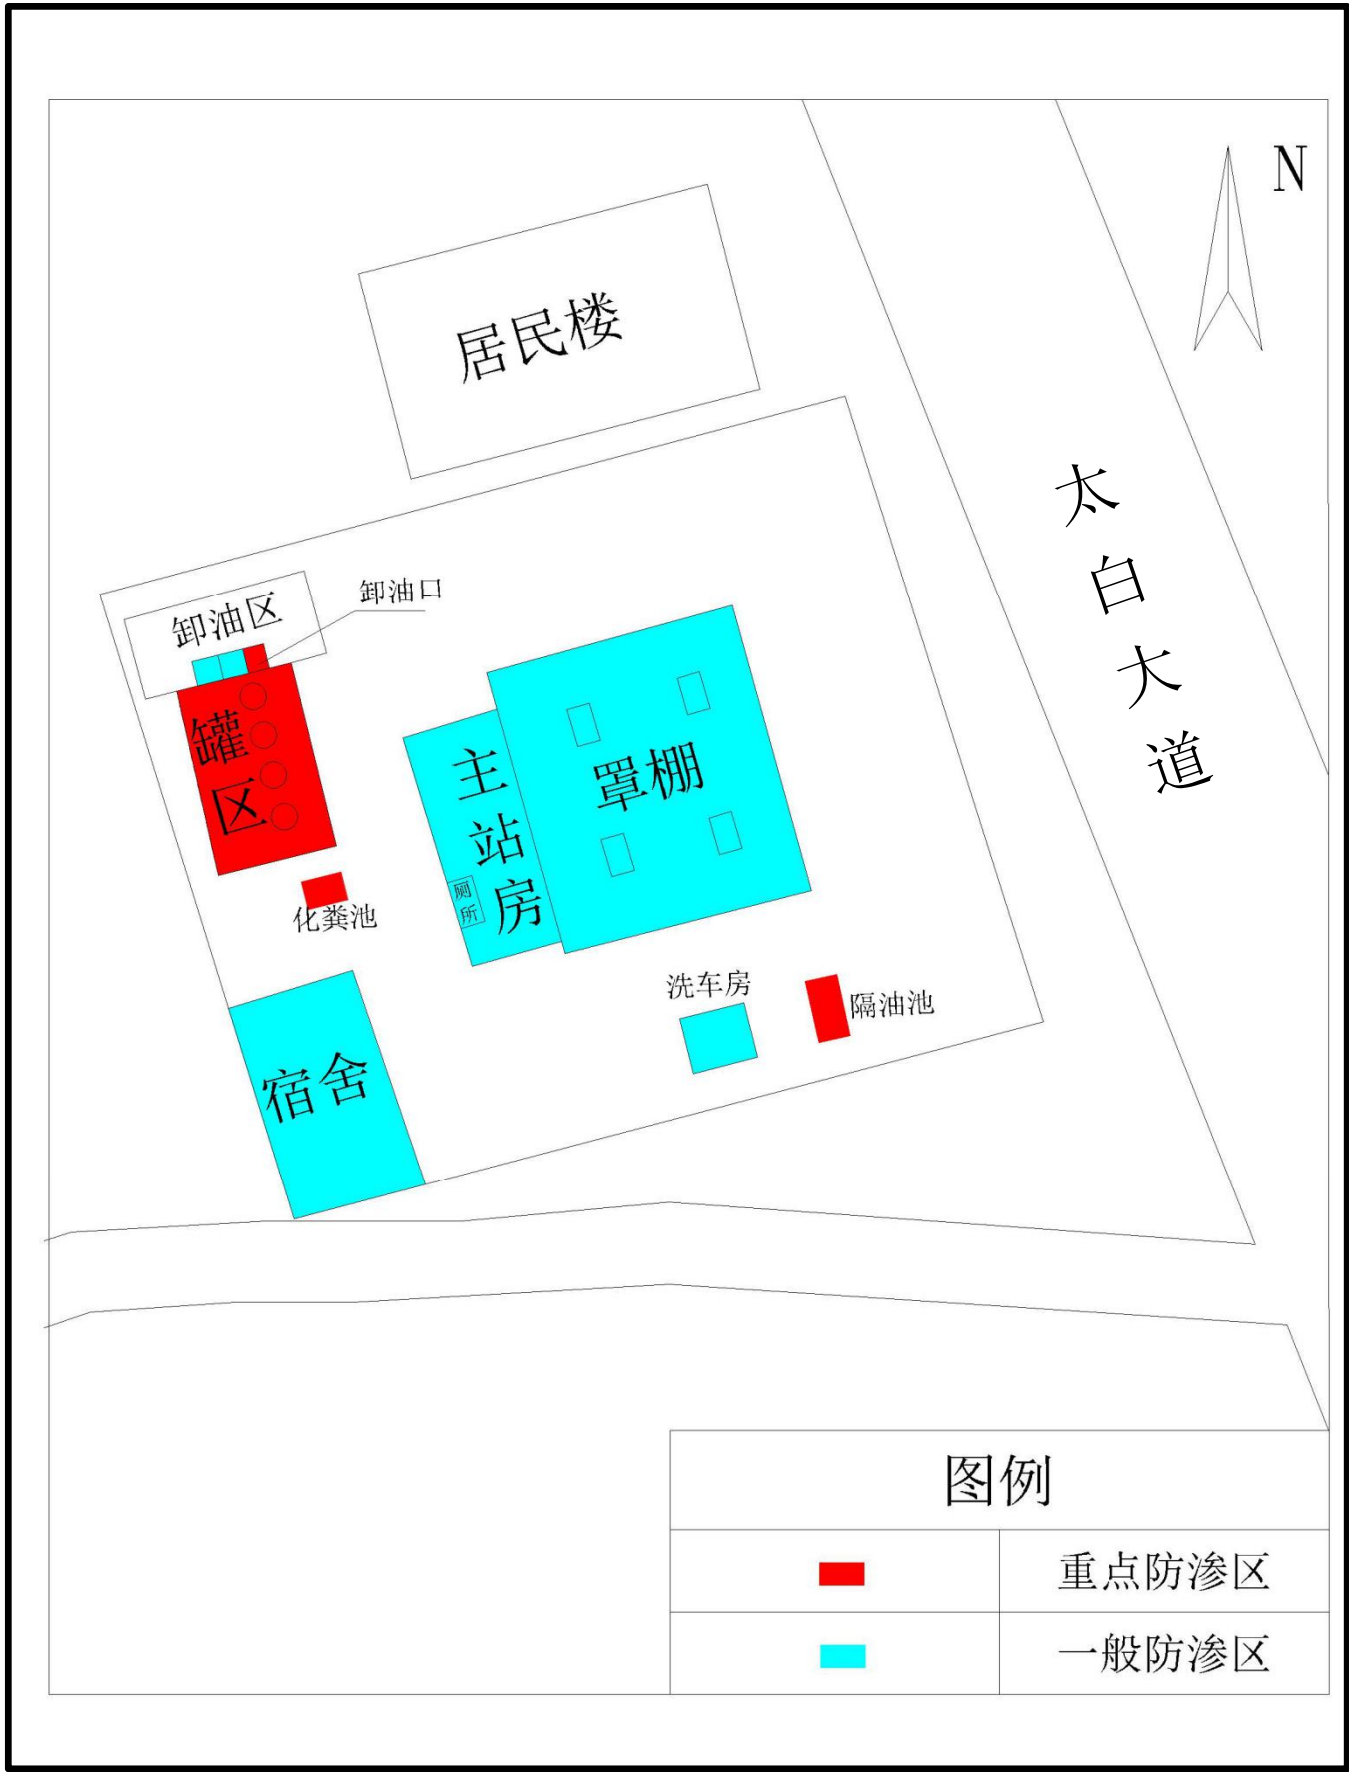 N
居民楼
太白大道
卸油口
卸油区
罐区
主站房
罩棚
厕所
化粪池
洗车房
隔油池
宿舍
图例
重点防渗区
一般防渗区